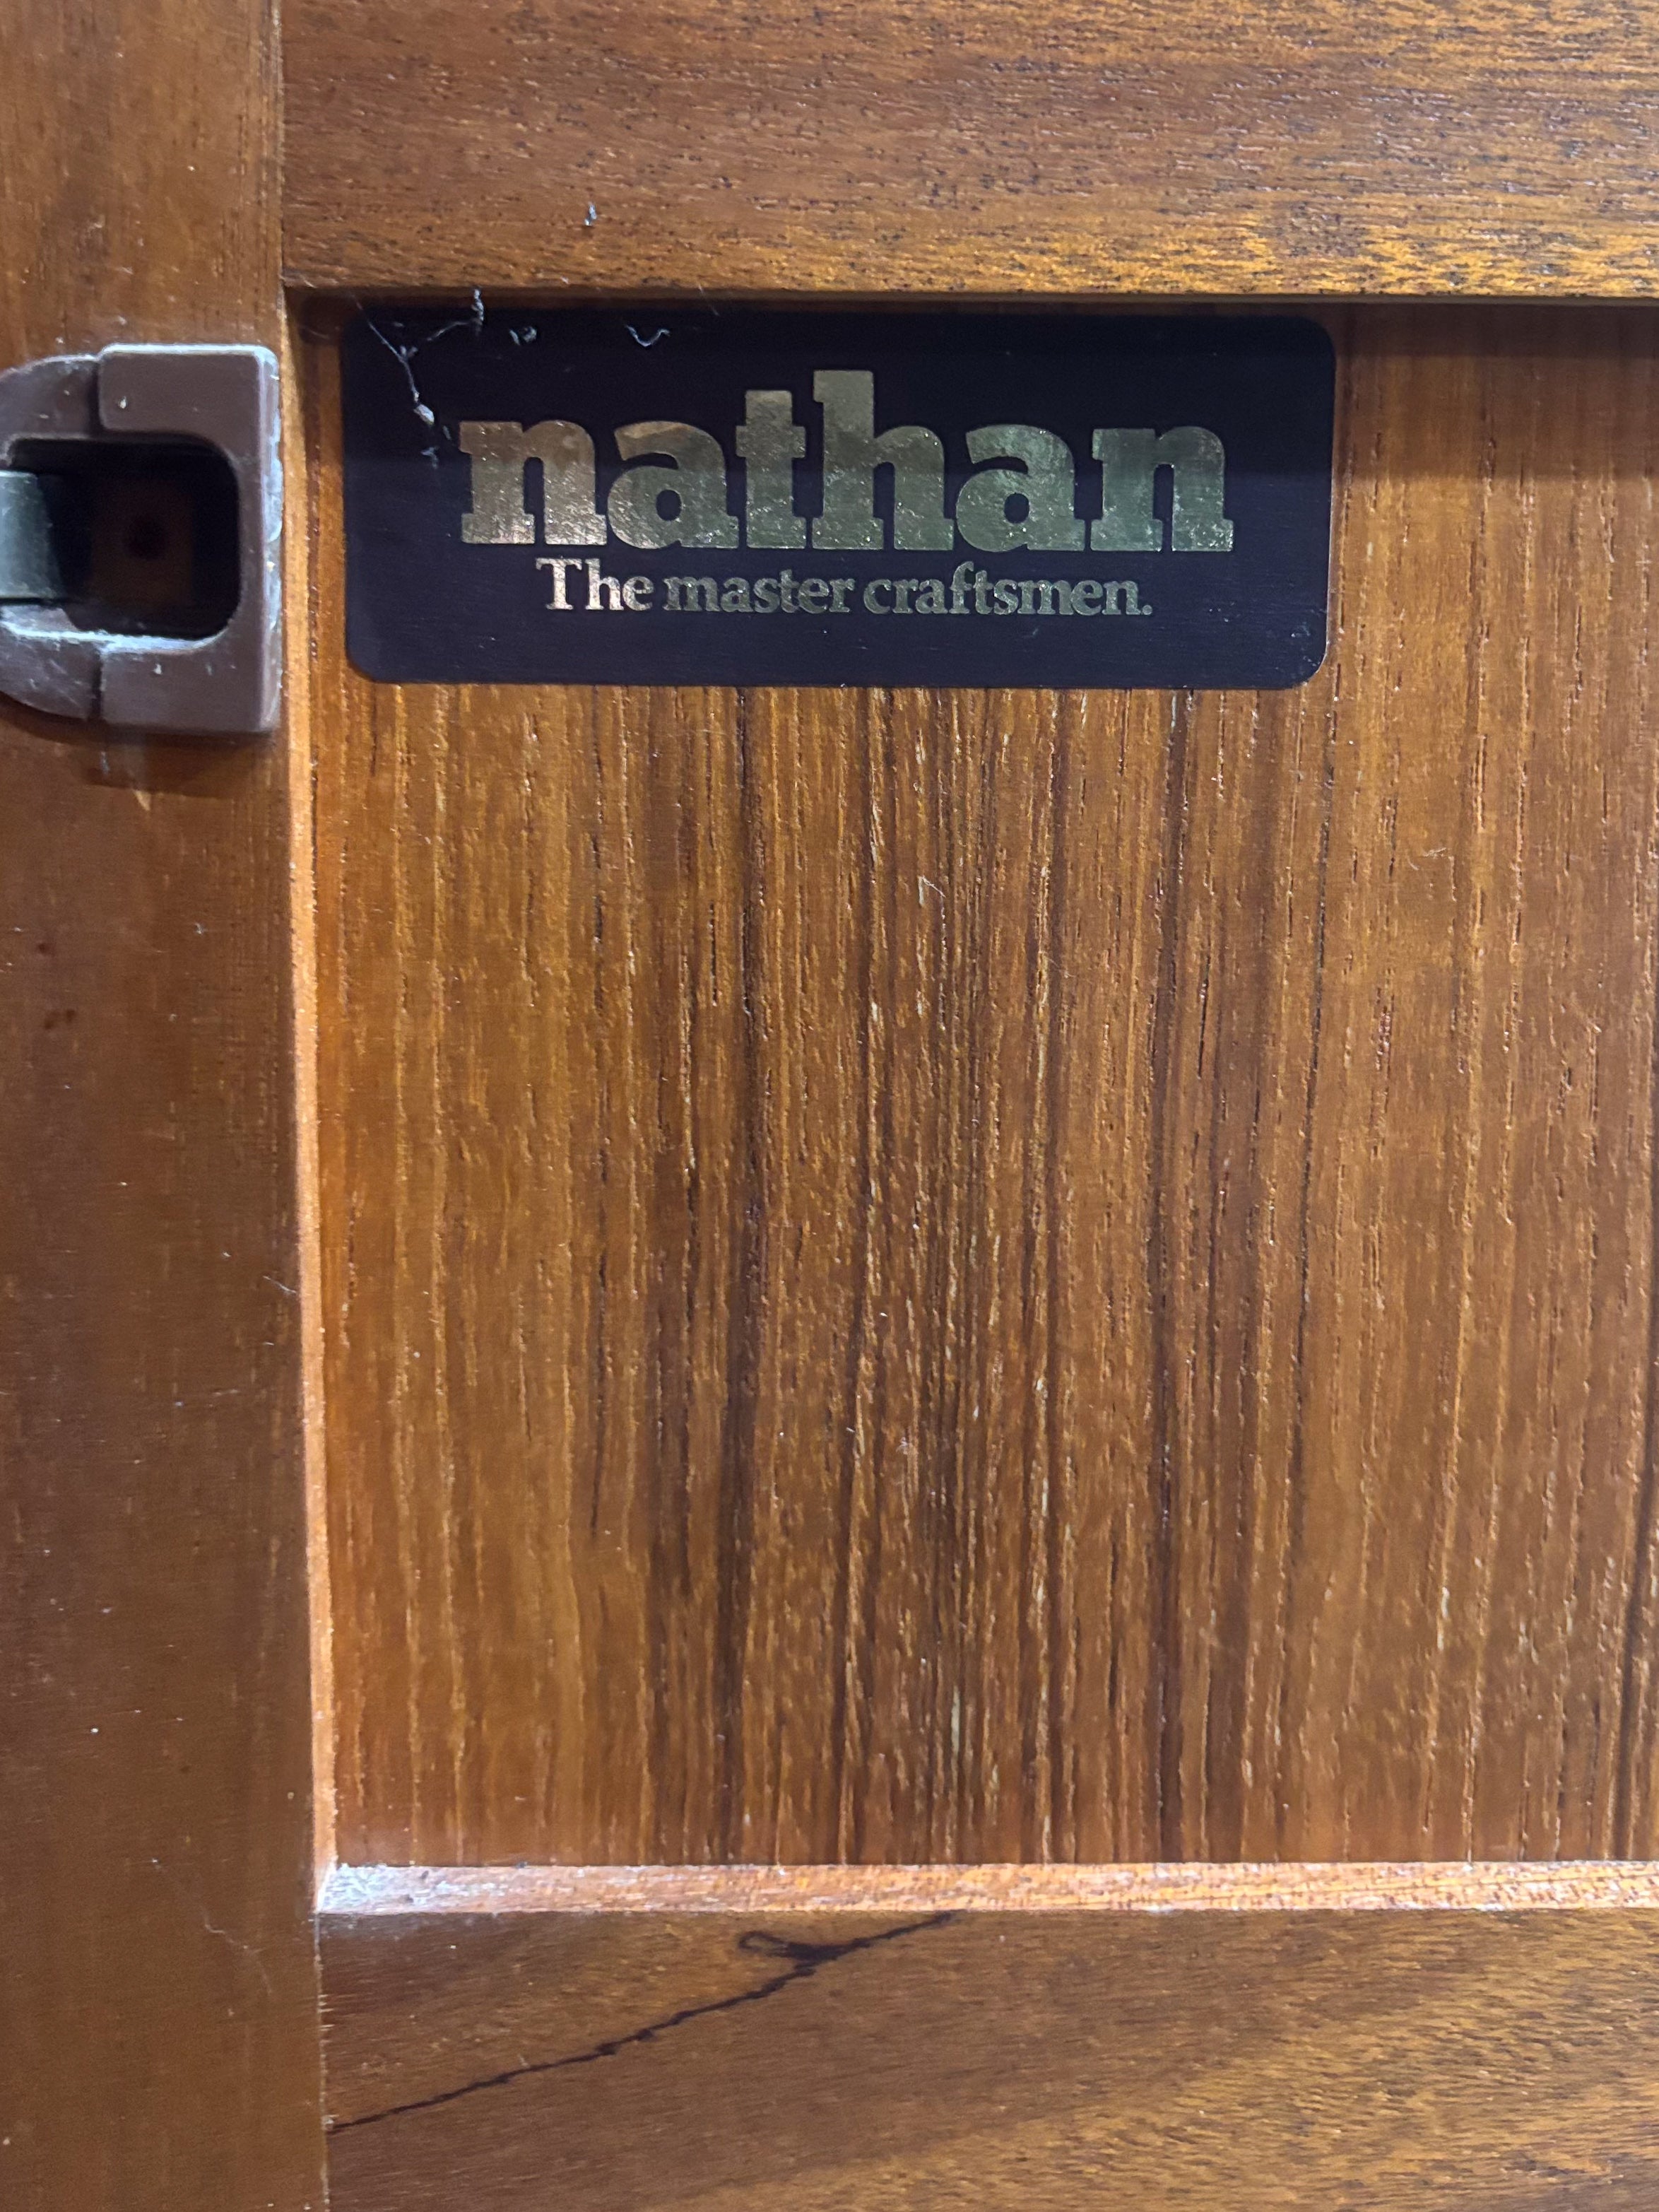 nathan
The master craftsmen.